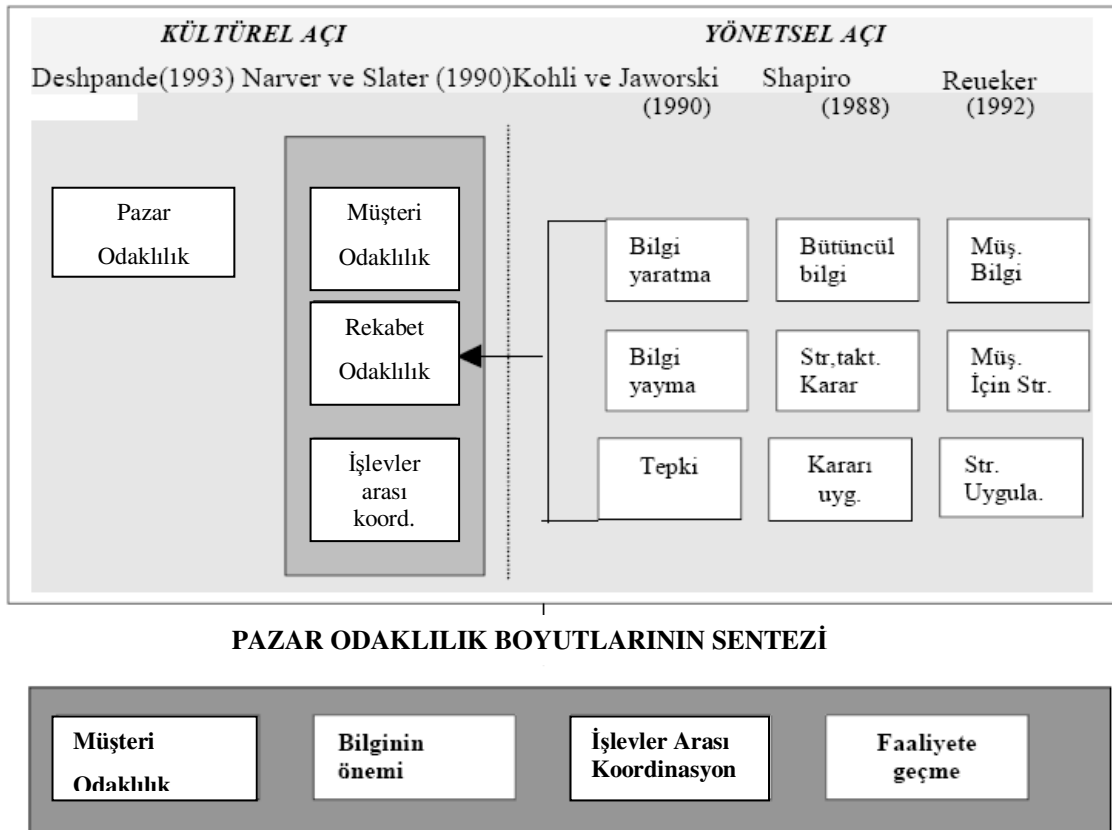 KÜLTÜREL AÇI YÖNETSEL AÇI
Deshpande(1993) Narver ve Slater (1990)Kohli ve Jaworski Shapiro Reueker
(1990) (1988) (1992)
Pazar
Odaklılık
Müşteri
Odaklılık
Rekabet
Odaklılık
İşlevler
arası
koord.
Bilgi
yaratma
Bilgi
yayma
Tepki
Bütüncül
bilgi
Str,takt.
Karar
Kararı
uyg.
Müş.
Bilgi
Müş.
İçin Str.
Str.
Uygula.
PAZAR ODAKLILIK BOYUTLARININ SENTEZİ
Müşteri
Odaklılık
Bilginin
önemi
İşlevler Arası
Koordinasyon
Faaliyete
geçme